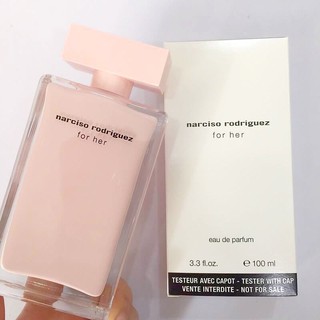 narciso rodriguez
for her
narciso rodriguez
for her
eau de parfum
3.3 fl.oz. e 100 ml
TESTEUR AVEC CAPOT - TESTER WITH CAP
VENTE INTERDITE - NOT FOR SALE